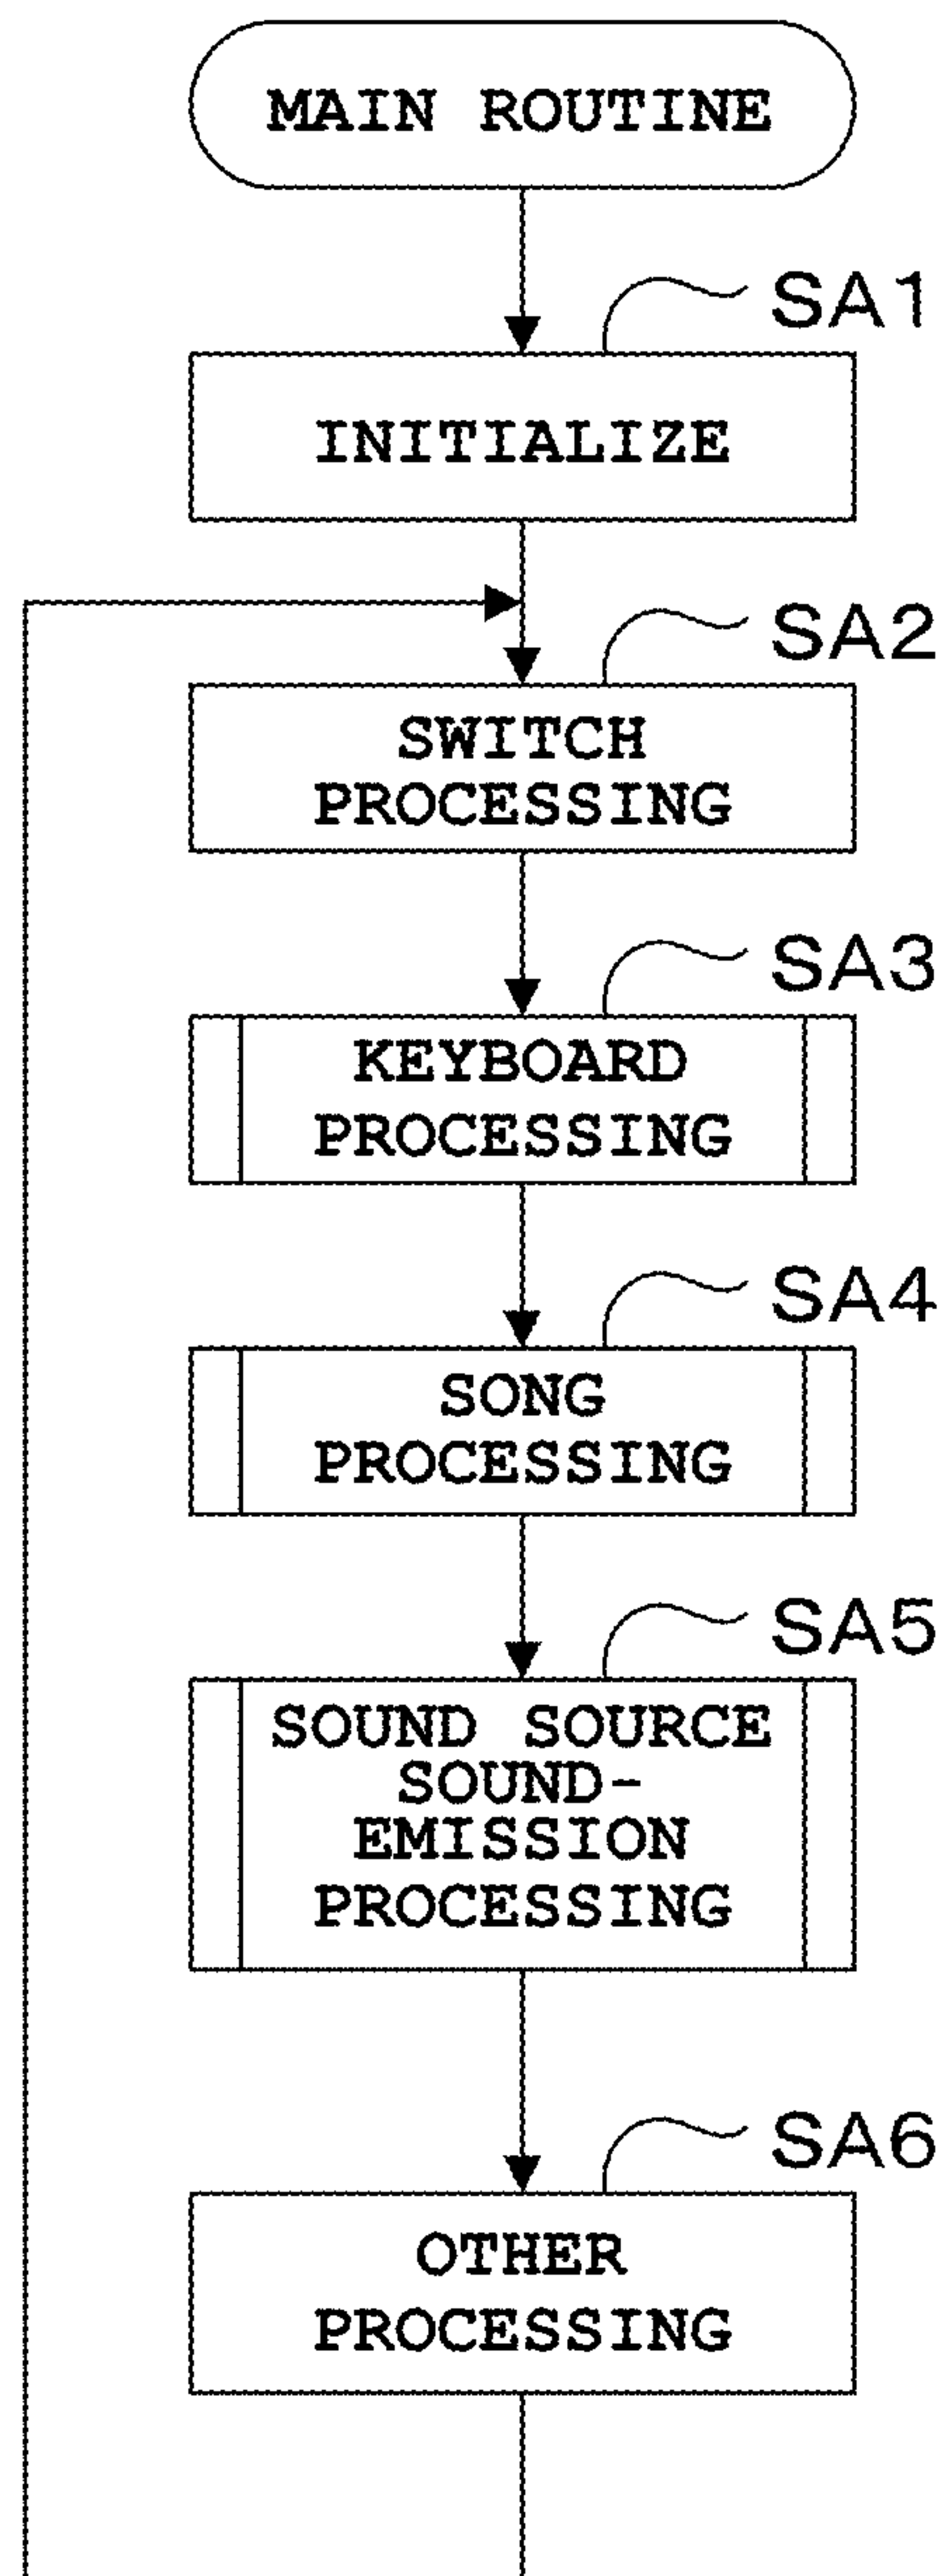 MAIN ROUTINE
SA1
INITIALIZE
SA2
SWITCH
PROCESSING
SA3
KEYBOARD
PROCESSING
SA4
SONG
PROCESSING
SA5
SOUND SOURCE
SOUND-
EMISSION
PROCESSING
SA6
OTHER
PROCESSING